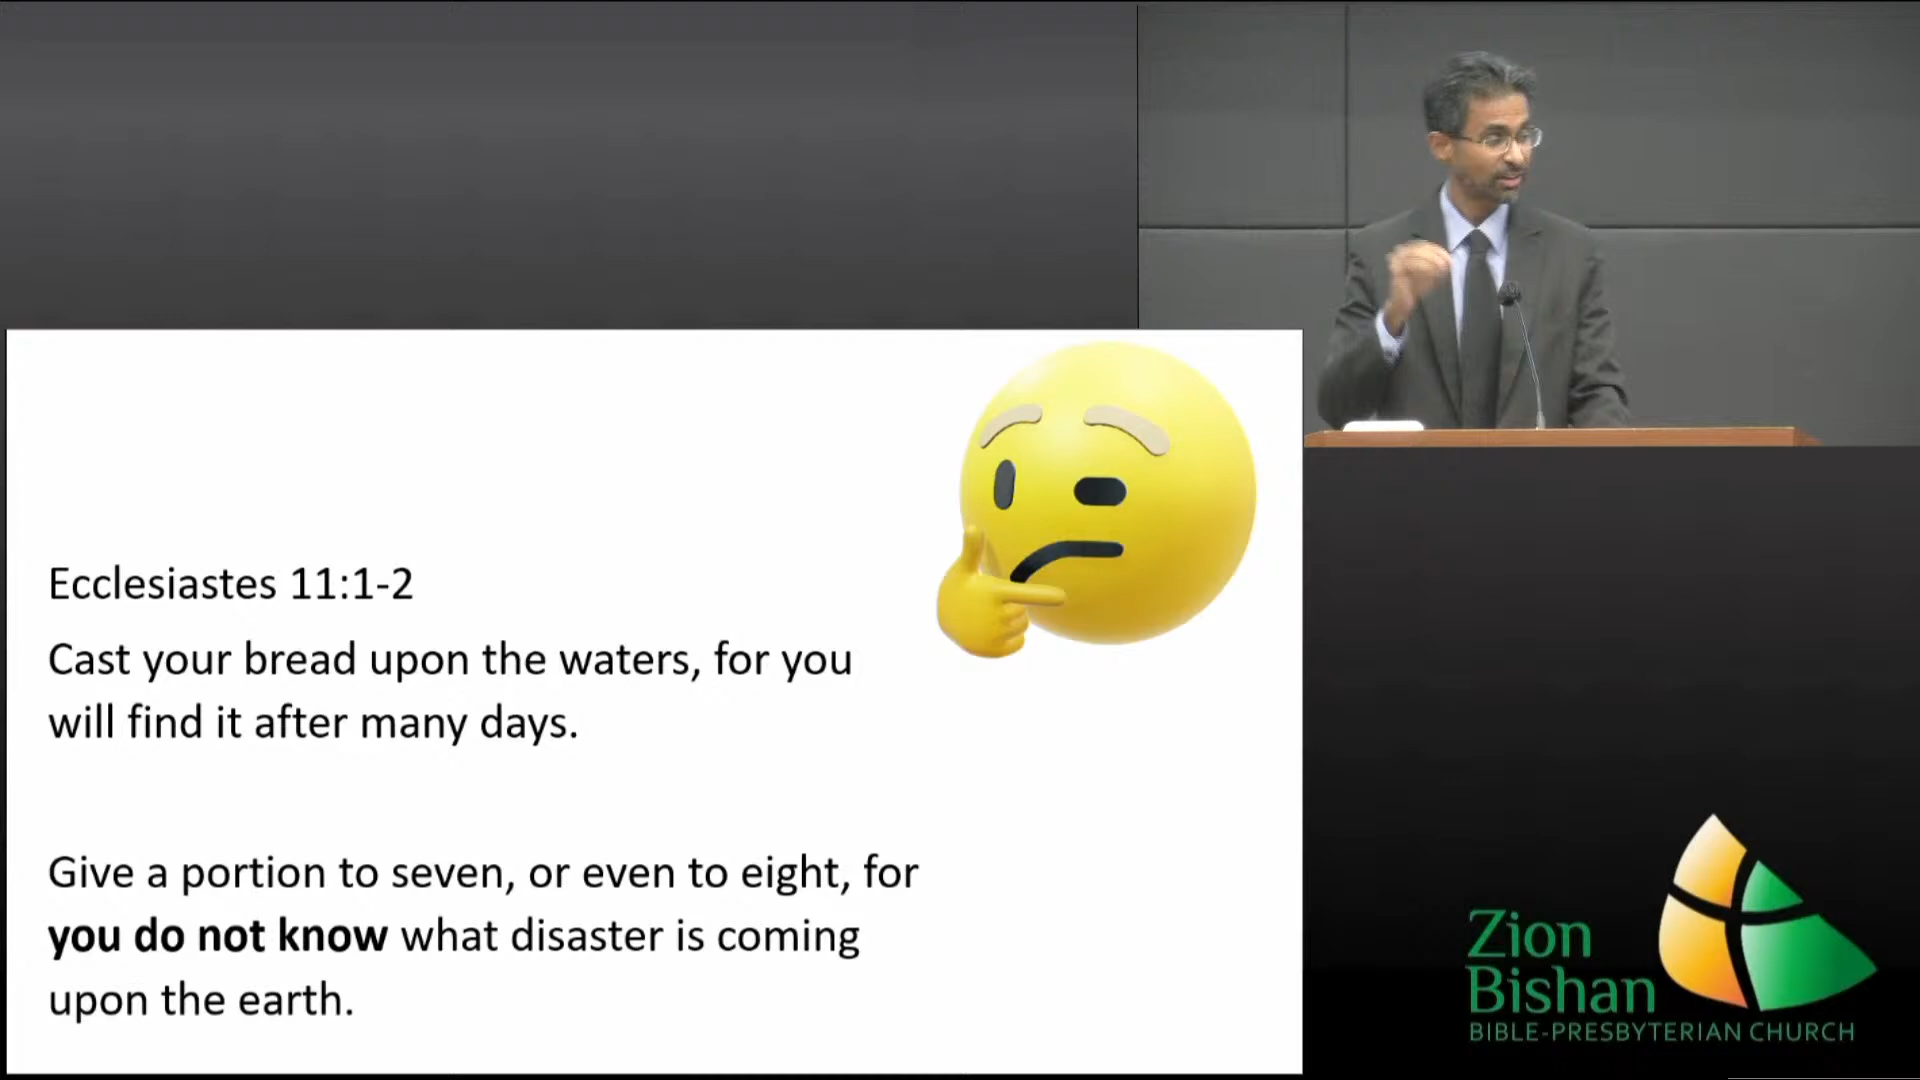 Ecclesiastes 11:1-2
Cast your bread upon the waters, for you
will find it after many days.
Give a portion to seven, or even to eight, for
you do not know what disaster is coming
upon the earth.
Zion
Bishan
BIBLE-PRESBYTERIAN CHURCH